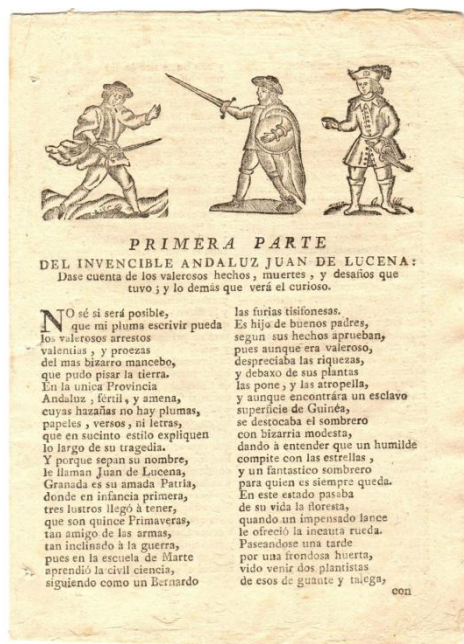 PRIMERA PARTE
DEL INVENCIBLE ANDALUZ JUAN DE LUCENA:
Dase cuenta de los valerosos hechos, muertes, y desafios que
tuvo; y lo demás que verá el curioso.
NO sé si será posible,
que mi pluma escrivir pueda
los valerosos arrestos
valentias, y proezas
del mas bizarro mancebo,
que pudo pisar la tierra.
En la unica Provincia
Andaluz, fértil, y amena,
cuyas hazañas no hay plumas,
papeles, versos, ni letras,
que en sucinto estilo expliquen
lo largo de su tragedia.
Y porque sepan su nombre,
le llaman Juan de Lucena,
Granada es su amada Patria,
donde en infancia primera,
tres lustros llegó à tener,
que son quince Primaveras,
tan amigo de las armas,
tan inclinado à la guerra,
pues en la escuela de Marte
aprendió la civil ciencia,
siguiendo como un Bernardo
las furias tisifonesas.
Es hijo de buenos padres,
segun sus hechos aprueban,
pues aunque era valeroso,
despreciaba las riquezas,
y debaxo de sus plantas
las pone, y las atropella,
y aunque encontrára un esclavo
superficie de Guinéa,
se destocaba el sombrero
con bizarria modesta,
dando à entender que un humilde
compite con las estrellas,
y un fantastico sombrero
para quien es siempre queda.
En este estado pasaba
de su vida la floresta,
quando un impensado lance
le ofreció la incauta rueda.
Paseandose una tarde
por una frondosa huerta,
vido venir dos plantistas
de esos de guante y talega,
con